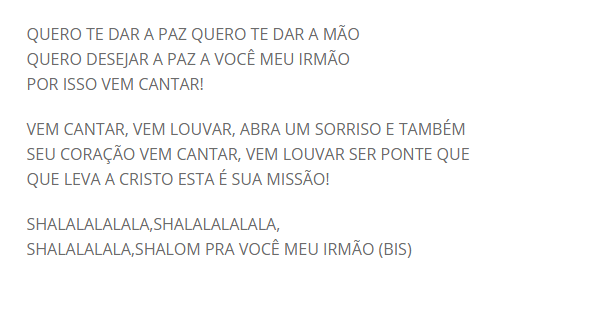 QUERO TE DAR A PAZ QUERO TE DAR A MÃO
QUERO DESEJAR A PAZ A VOCÊ MEU IRMÃO
POR ISSO VEM CANTAR!
VEM CANTAR, VEM LOUVAR, ABRA UM SORRISO E TAMBÉM
SEU CORAÇÃO VEM CANTAR, VEM LOUVAR SER PONTE QUE
QUE LEVA A CRISTO ESTA É SUA MISSÃO!
SHALALALALALA,SHALALALALALA,
SHALALALALA,SHALOM PRA VOCÊ MEU IRMÃO (BIS)